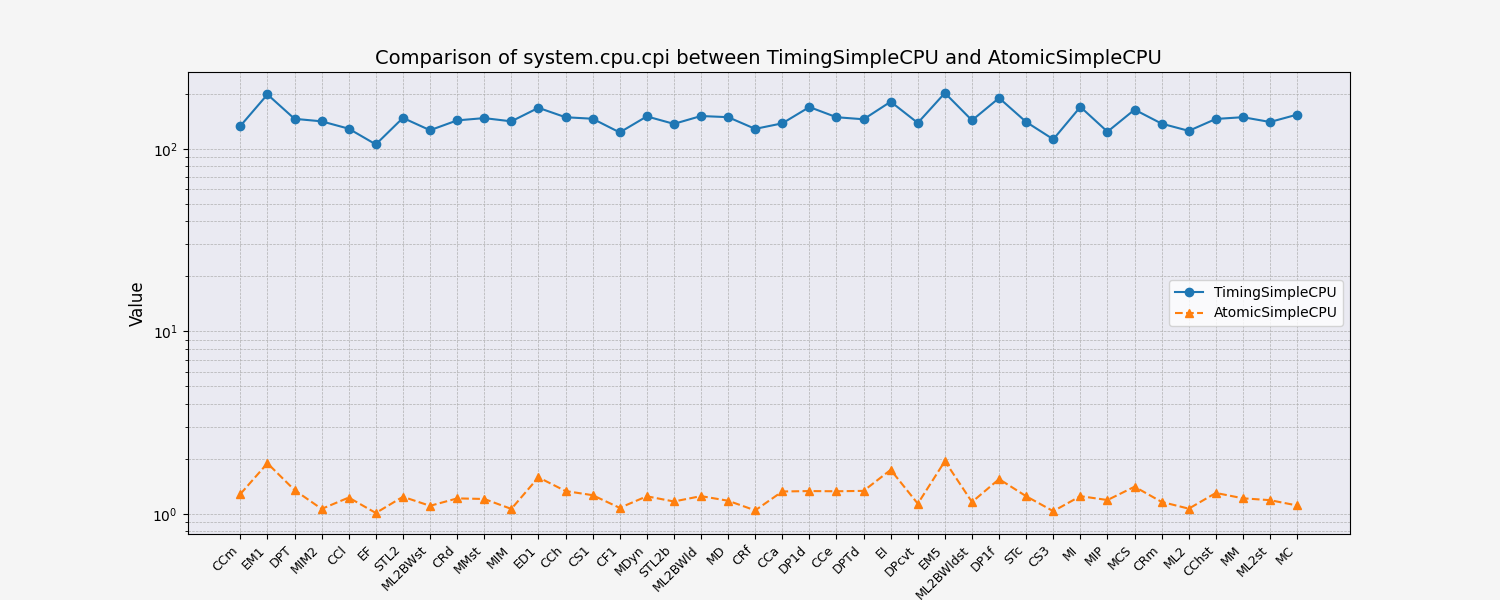 Comparison of system.cpu.cpi between TimingSimpleCPU and AtomicSimpleCPU
Value
10²
10¹
10⁰
TimingSimpleCPU
AtomicSimpleCPU
CCm
EM1
DPT
MIM2
CCl
EF
STL2
ML2BWst
CRd
MMst
MIM
ED1
CCh
CS1
CF1
MDyn
STL2b
ML2BWld
MD
CRf
CCa
DP1d
CCe
DPTd
EI
DPcvt
EM5
ML2BWldst
DP1f
STc
CS3
MI
MIP
MCS
CRm
ML2
CChst
MM
ML2st
MC